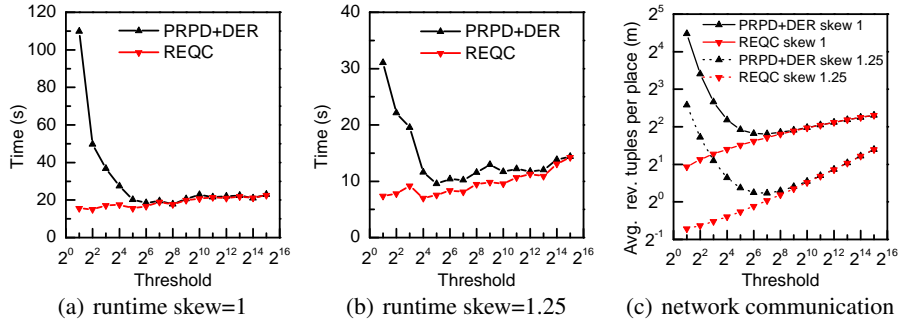 120
100
80
60
40
20
0
Time (s)
PRPD+DER
REQC
2^0 2^2 2^4 2^6 2^8 2^10 2^12 2^14 2^16
Threshold
(a) runtime skew=1
40
30
20
10
0
Time (s)
PRPD+DER
REQC
2^0 2^2 2^4 2^6 2^8 2^10 2^12 2^14 2^16
Threshold
(b) runtime skew=1.25
2^5
2^4
2^3
2^2
2^1
2^0
2^-1
Avg. rev. tuples per place (m)
PRPD+DER skew 1
REQC skew 1
PRPD+DER skew 1.25
REQC skew 1.25
2^0 2^2 2^4 2^6 2^8 2^10 2^12 2^14 2^16
Threshold
(c) network communication